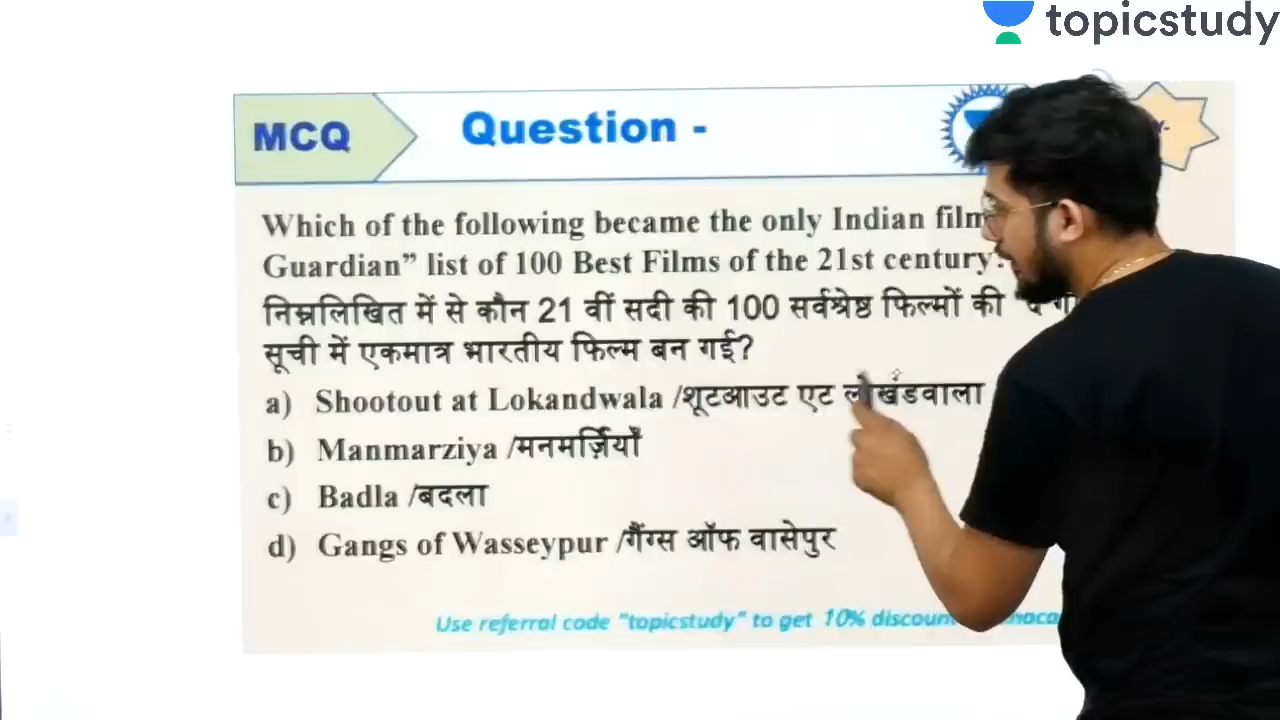 topicstudy
MCQ
Question -
Which of the following became the only Indian film
Guardian” list of 100 Best Films of the 21st century?
निम्नलिखित में से कौन 21 वीं सदी की 100 सर्वश्रेष्ठ फिल्मों की
सूची में एकमात्र भारतीय फिल्म बन गई?
a) Shootout at Lokandwala /शूटआउट एट लोखंडवाला
b) Manmarziya /मनमर्ज़ियाँ
c) Badla /बदला
d) Gangs of Wasseypur /गैंग्स ऑफ वासेपुर
Use referral code "topicstudy" to get 10% discount